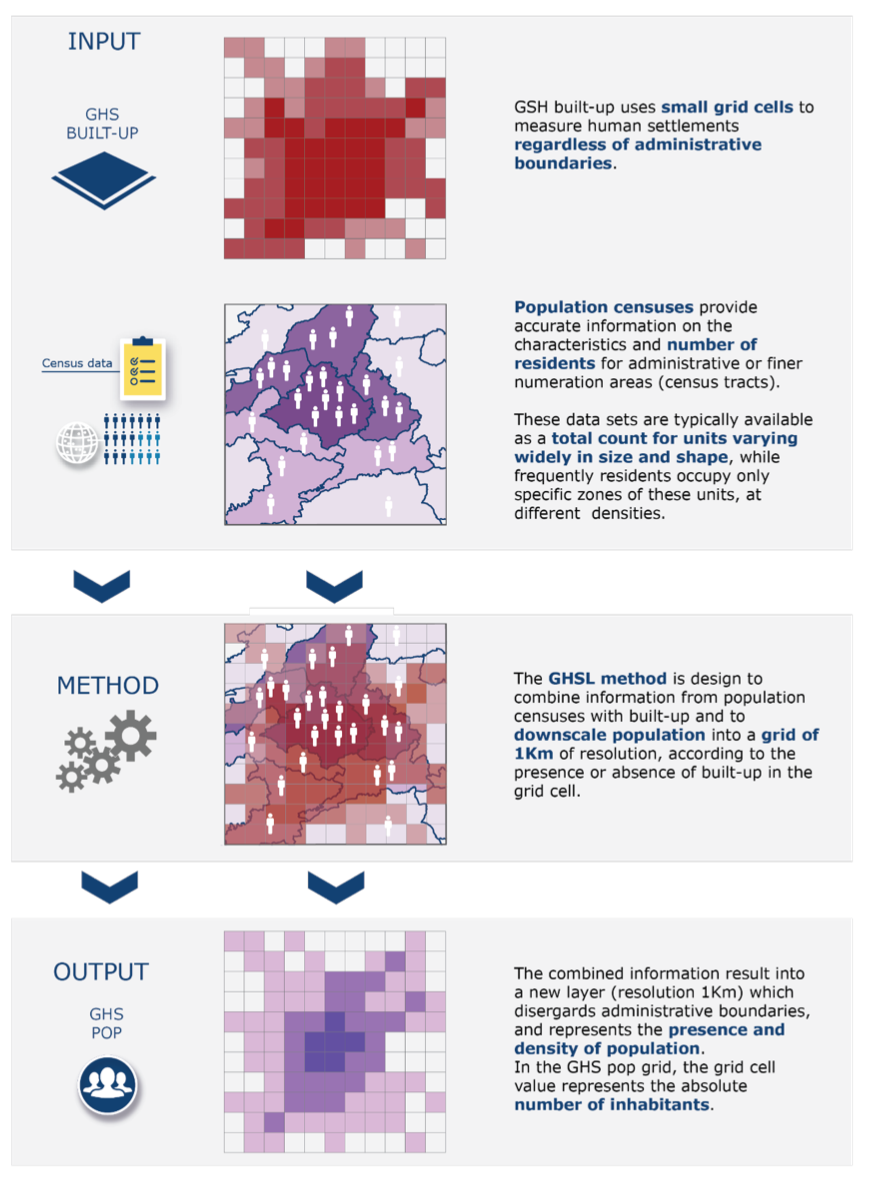 INPUT
GHS
BUILT-UP
GSH built-up uses small grid cells to
measure human settlements
regardless of administrative
boundaries.
Census data
Population censuses provide
accurate information on the
characteristics and number of
residents for administrative or finer
numeration areas (census tracts).
These data sets are typically available
as a total count for units varying
widely in size and shape, while
frequently residents occupy only
specific zones of these units, at
different densities.
METHOD
The GHSL method is design to
combine information from population
censuses with built-up and to
downscale population into a grid of
1Km of resolution, according to the
presence or absence of built-up in the
grid cell.
OUTPUT
GHS
POP
The combined information result into
a new layer (resolution 1Km) which
disergards administrative boundaries,
and represents the presence and
density of population.
In the GHS pop grid, the grid cell
value represents the absolute
number of inhabitants.